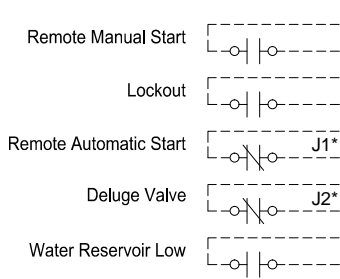 Remote Manual Start
Lockout
Remote Automatic Start J1*
Deluge Valve J2*
Water Reservoir Low